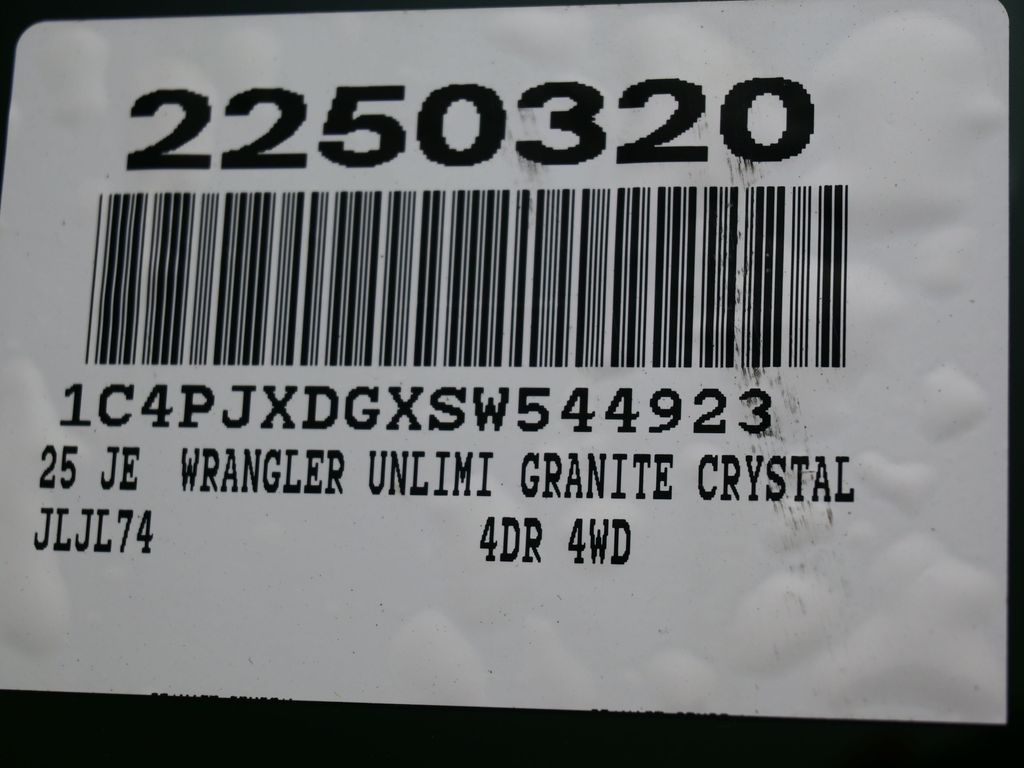 2250320
1C4PJXDGXSW544923
25 JE WRANGLER UNLIMI GRANITE CRYSTAL
JLJL74 4DR 4WD